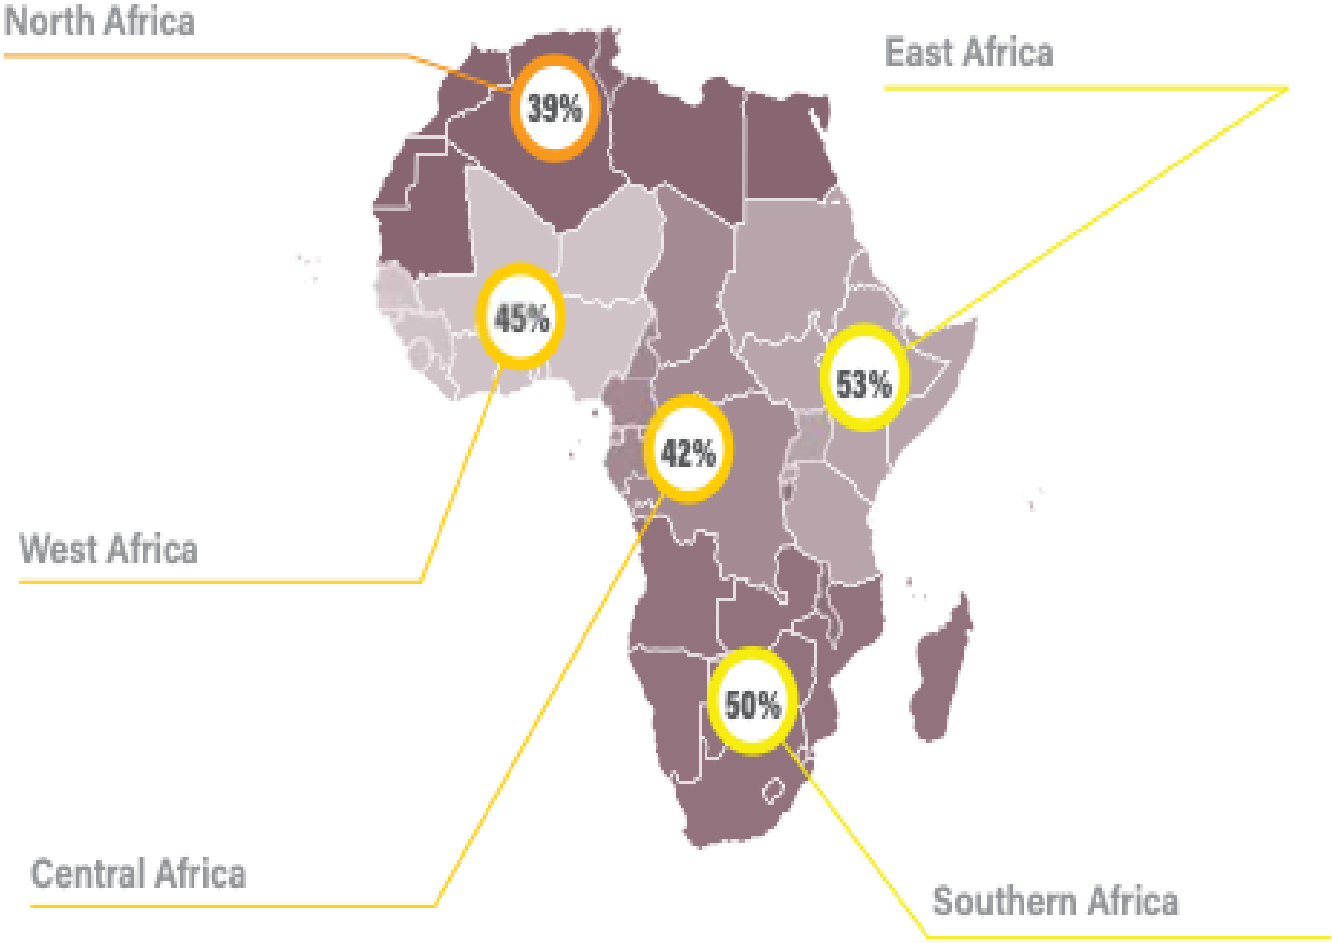 North Africa
East Africa
39%
45%
53%
42%
West Africa
50%
Central Africa
Southern Africa